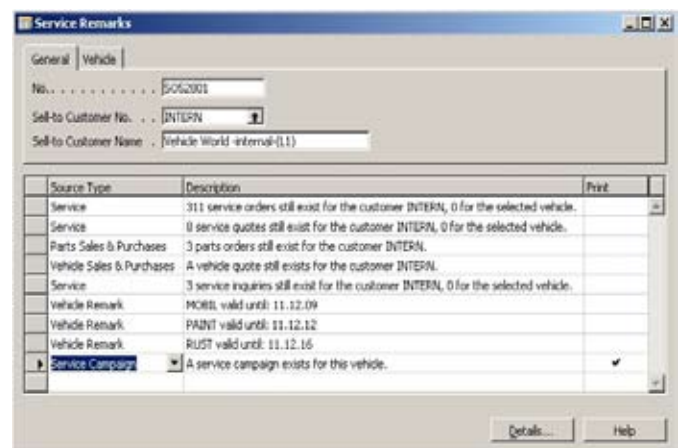 Service Remarks
General Vehicle
No. . . . . . . . . . . . SOS2001
Sell-to Customer No. . . INTERN
Sell-to Customer Name . Vehicle World -internal-(L1)
Source Type Description Print
Service 311 service orders still exist for the customer INTERN, 0 for the selected vehicle.
Service 0 service quotes still exist for the customer INTERN, 0 for the selected vehicle.
Parts Sales & Purchases 3 parts orders still exist for the customer INTERN.
Vehicle Sales & Purchases A vehicle quote still exists for the customer INTERN.
Service 3 service inquiries still exist for the customer INTERN, 0 for the selected vehicle.
Vehicle Remark MOBIL valid until: 11.12.09
Vehicle Remark PAINT valid until: 11.12.12
Vehicle Remark RUST valid until: 11.12.16
Service Campaign A service campaign exists for this vehicle. ✔
Details... Help